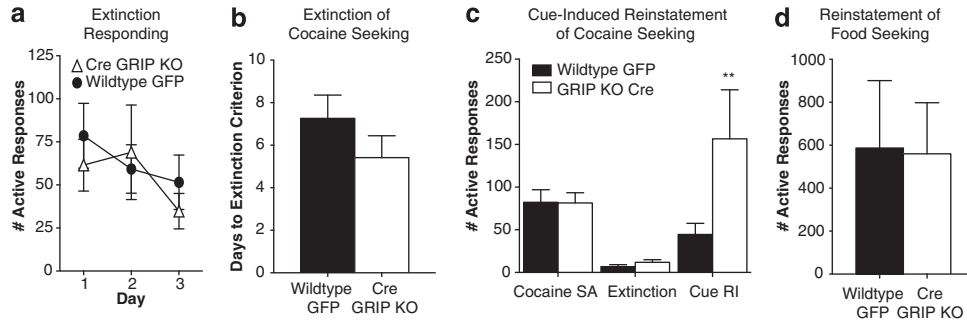 a
Extinction
Responding
# Active Responses
125
100
75
50
25
0
Cre GRIP KO
Wildtype GFP
1 2 3
Day
b
Extinction of
Cocaine Seeking
Days to Extinction Criterion
10
8
6
4
2
0
Wildtype
GFP
Cre
GRIP KO
c
Cue-Induced Reinstatement
of Cocaine Seeking
# Active Responses
250
200
150
100
50
0
Wildtype GFP
GRIP KO Cre
**
Cocaine SA Extinction Cue RI
d
Reinstatement of
Food Seeking
# Active Responses
1000
800
600
400
200
0
Wildtype
GFP
Cre
GRIP KO